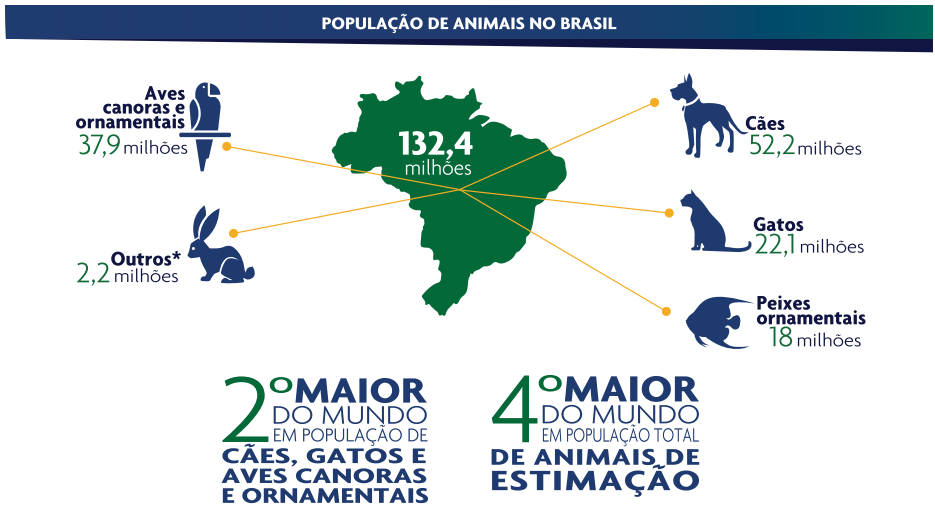 POPULAÇÃO DE ANIMAIS NO BRASIL
Aves
canoras e
ornamentais
37,9 milhões
Outros*
2,2 milhões
132,4
milhões
Cães
52,2 milhões
Gatos
22,1 milhões
Peixes
ornamentais
18 milhões
2º MAIOR
DO MUNDO
EM POPULAÇÃO DE
CÃES, GATOS E
AVES CANORAS
E ORNAMENTAIS
4º MAIOR
DO MUNDO
EM POPULAÇÃO TOTAL
DE ANIMAIS DE
ESTIMAÇÃO